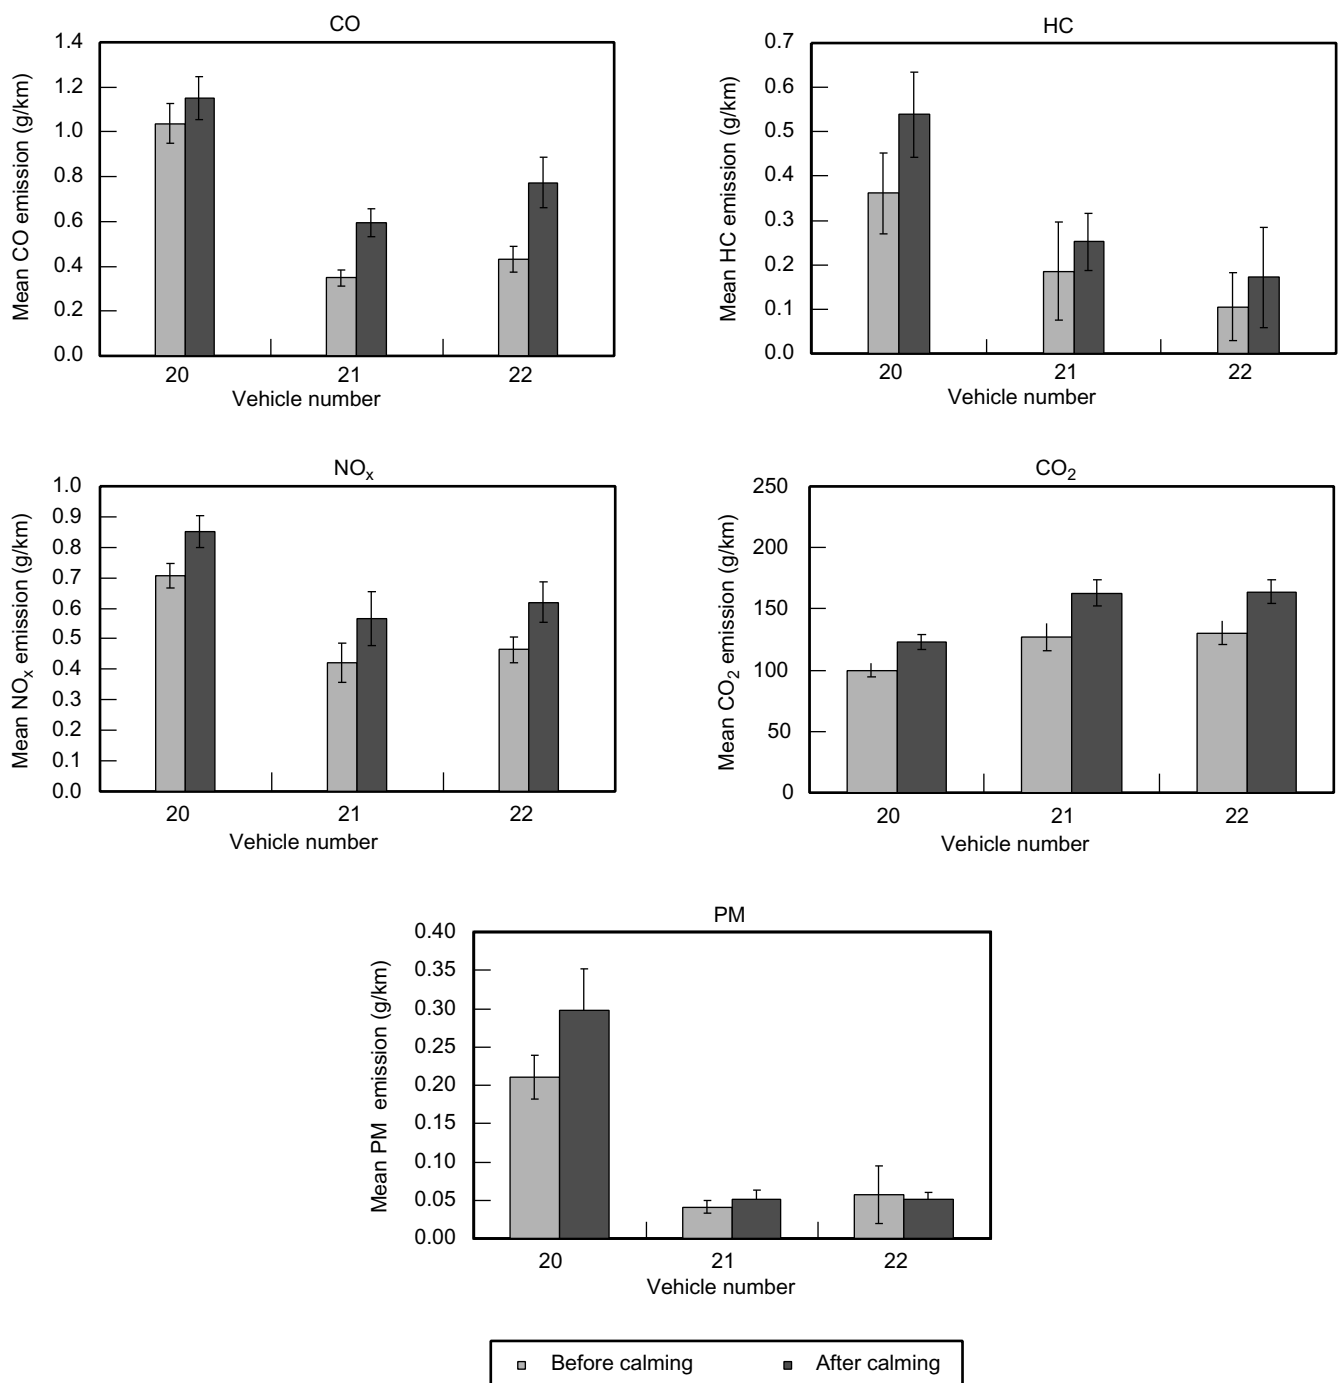 CO
Mean CO emission (g/km)
1.4
1.2
1.0
0.8
0.6
0.4
0.2
0.0
20 21 22
Vehicle number
HC
Mean HC emission (g/km)
0.7
0.6
0.5
0.4
0.3
0.2
0.1
0.0
20 21 22
Vehicle number
NOx
Mean NOx emission (g/km)
1.0
0.9
0.8
0.7
0.6
0.5
0.4
0.3
0.2
0.1
0.0
20 21 22
Vehicle number
CO2
Mean CO2 emission (g/km)
250
200
150
100
50
0
20 21 22
Vehicle number
PM
Mean PM emission (g/km)
0.40
0.35
0.30
0.25
0.20
0.15
0.10
0.05
0.00
20 21 22
Vehicle number
Before calming After calming